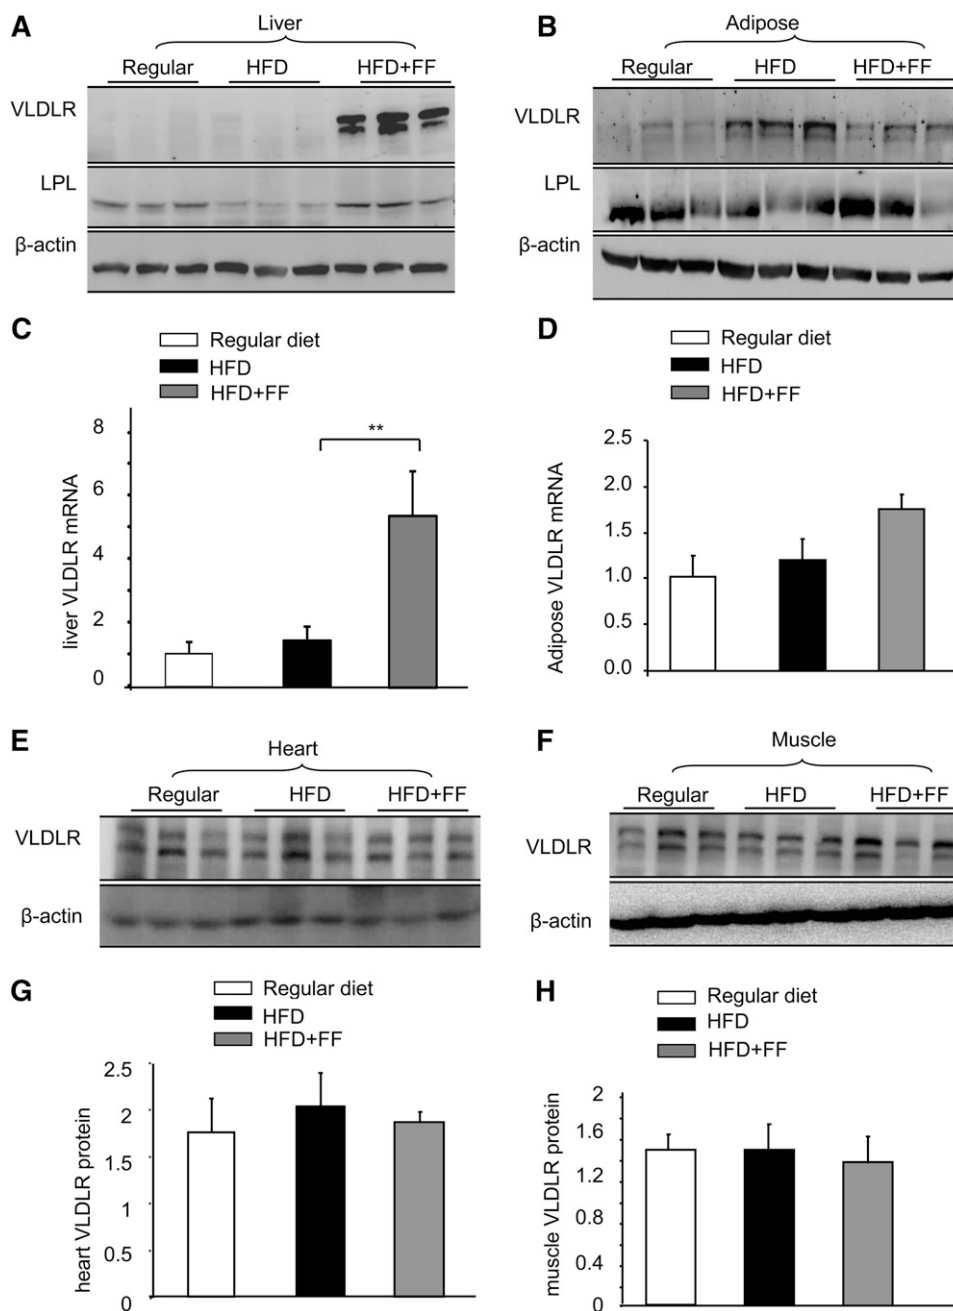 A
Liver
Regular HFD HFD+FF
VLDLR
LPL
β-actin
B
Adipose
Regular HFD HFD+FF
VLDLR
LPL
β-actin
C
Regular diet
HFD
HFD+FF
liver VLDLR mRNA
8
6
4
2
0
**
D
Regular diet
HFD
HFD+FF
Adipose VLDLR mRNA
2.5
2.0
1.5
1.0
0.5
0.0
E
Heart
Regular HFD HFD+FF
VLDLR
β-actin
F
Muscle
Regular HFD HFD+FF
VLDLR
β-actin
G
Regular diet
HFD
HFD+FF
heart VLDLR protein
2.5
2
1.5
1
0.5
0
H
Regular diet
HFD
HFD+FF
muscle VLDLR protein
2
1.6
1.2
0.8
0.4
0